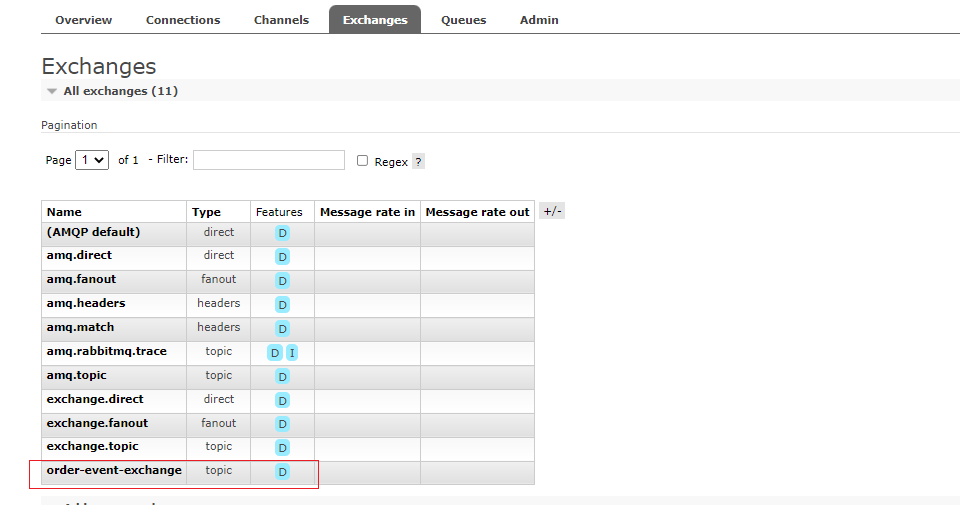 Overview Connections Channels Exchanges Queues Admin
Exchanges
All exchanges (11)
Pagination
Page 1 of 1 - Filter: Regex ?
Name Type Features Message rate in Message rate out +/-
(AMQP default) direct D
amq.direct direct D
amq.fanout fanout D
amq.headers headers D
amq.match headers D
amq.rabbitmq.trace topic D I
amq.topic topic D
exchange.direct direct D
exchange.fanout fanout D
exchange.topic topic D
order-event-exchange topic D